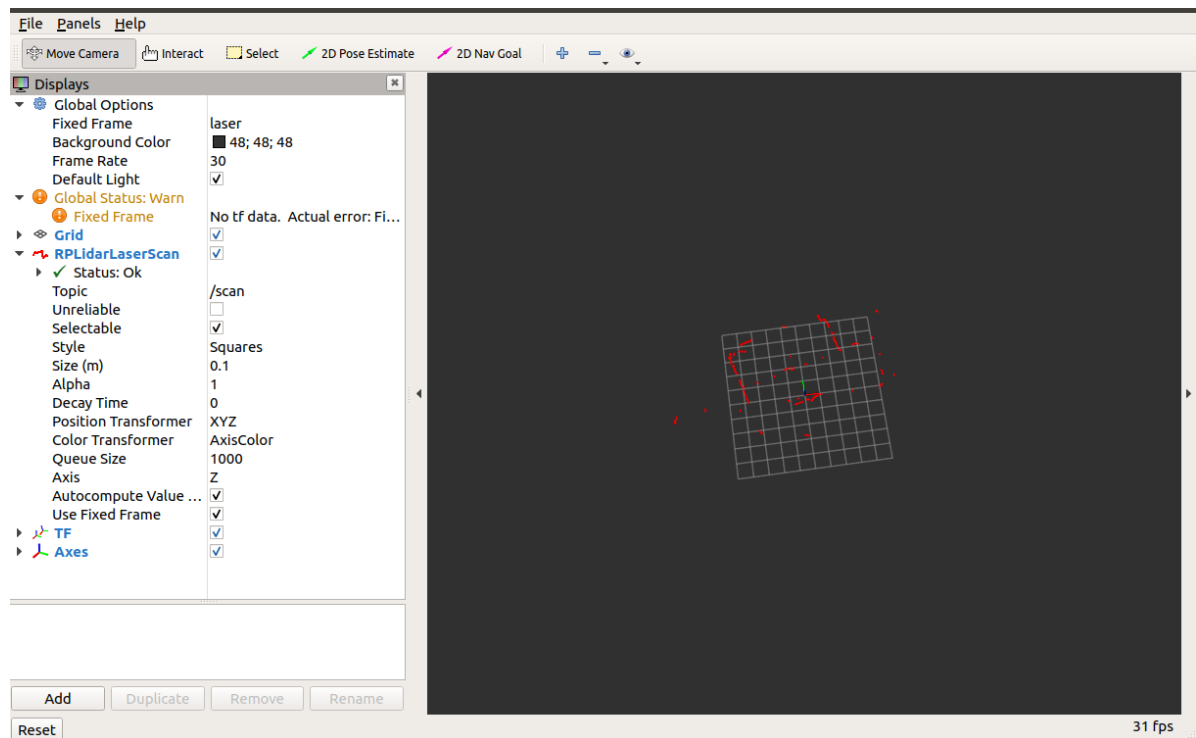 File Panels Help
Move Camera Interact Select 2D Pose Estimate 2D Nav Goal
Displays
Global Options
Fixed Frame laser
Background Color 48; 48; 48
Frame Rate 30
Default Light
Global Status: Warn
Fixed Frame No tf data. Actual error: Fi...
Grid
RPLidarLaserScan
Status: Ok
Topic /scan
Unreliable
Selectable
Style Squares
Size (m) 0.1
Alpha 1
Decay Time 0
Position Transformer XYZ
Color Transformer AxisColor
Queue Size 1000
Axis Z
Autocompute Value ...
Use Fixed Frame
TF
Axes
Add Duplicate Remove Rename
Reset 31 fps